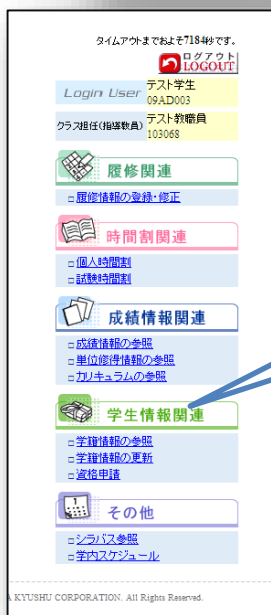 タイムアウトまでおよそ7184秒です。
ログアウト
LOGOUT
Login User テスト学生
09AD003
クラス担任(指導教員) テスト教職員
103068
履修関連
履修情報の登録・修正
時間割関連
個人時間割
試験時間割
成績情報関連
成績情報の参照
単位修得情報の参照
カリキュラムの参照
学生情報関連
学籍情報の参照
学籍情報の更新
資格申請
その他
シラバス参照
学内スケジュール
KYUSHU CORPORATION. All Rights Reserved.